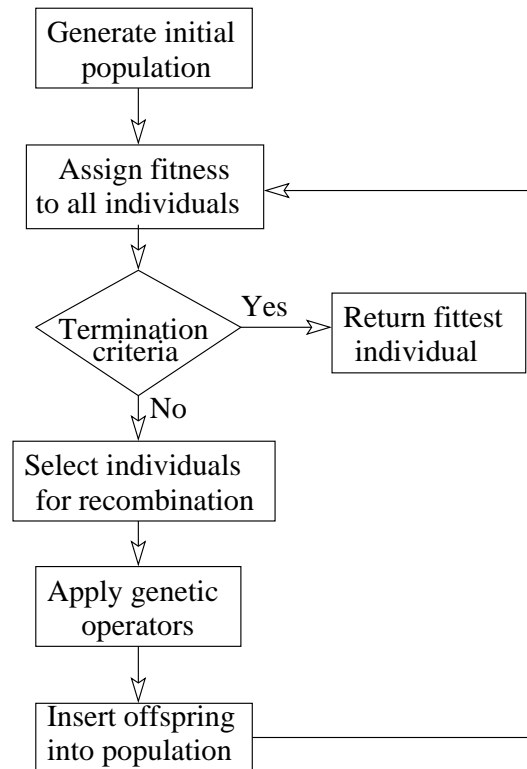 Generate initial
population
Assign fitness
to all individuals
Termination
criteria
Yes
Return fittest
individual
No
Select individuals
for recombination
Apply genetic
operators
Insert offspring
into population